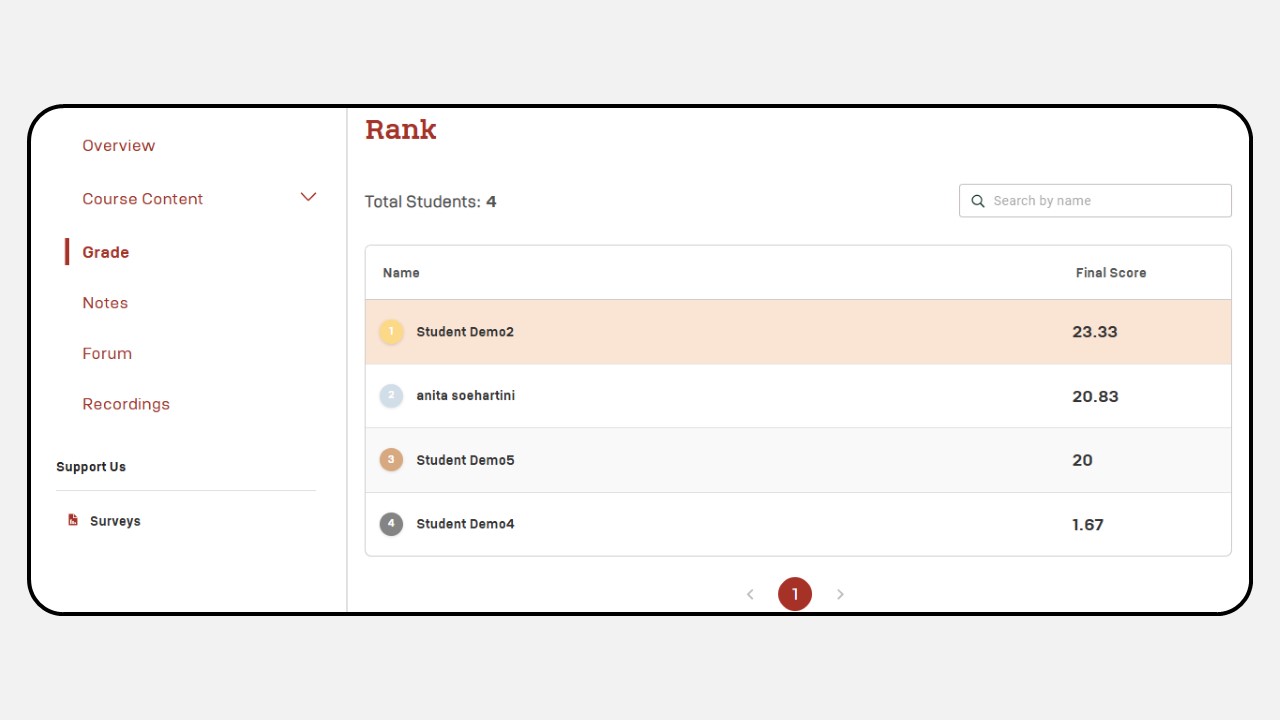 Overview
Course Content
Grade
Notes
Forum
Recordings
Support Us
Surveys
Rank
Total Students: 4
Search by name
Name Final Score
1 Student Demo2 23.33
2 anita soehartini 20.83
3 Student Demo5 20
4 Student Demo4 1.67
1